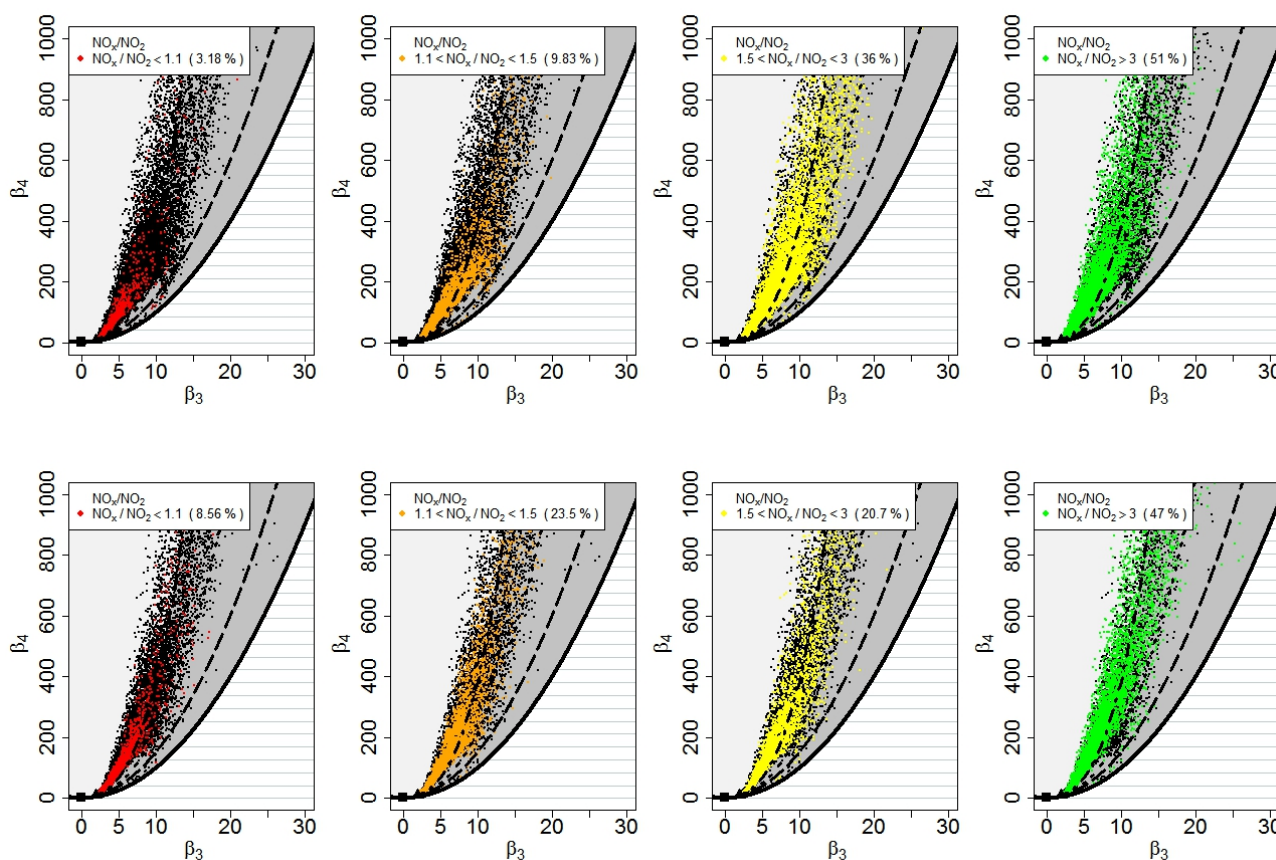 NOx/NO2
NOx / NO2 < 1.1 ( 3.18 % )
β4
0 200 400 600 800 1000
0 5 10 20 30
β3
NOx/NO2
1.1 < NOx / NO2 < 1.5 ( 9.83 % )
β4
0 200 400 600 800 1000
0 5 10 20 30
β3
NOx/NO2
1.5 < NOx / NO2 < 3 ( 36 % )
β4
0 200 400 600 800 1000
0 5 10 20 30
β3
NOx/NO2
NOx / NO2 > 3 ( 51 % )
β4
0 200 400 600 800 1000
0 5 10 20 30
β3
NOx/NO2
NOx / NO2 < 1.1 ( 8.56 % )
β4
0 200 400 600 800 1000
0 5 10 20 30
β3
NOx/NO2
1.1 < NOx / NO2 < 1.5 ( 23.5 % )
β4
0 200 400 600 800 1000
0 5 10 20 30
β3
NOx/NO2
1.5 < NOx / NO2 < 3 ( 20.7 % )
β4
0 200 400 600 800 1000
0 5 10 20 30
β3
NOx/NO2
NOx / NO2 > 3 ( 47 % )
β4
0 200 400 600 800 1000
0 5 10 20 30
β3